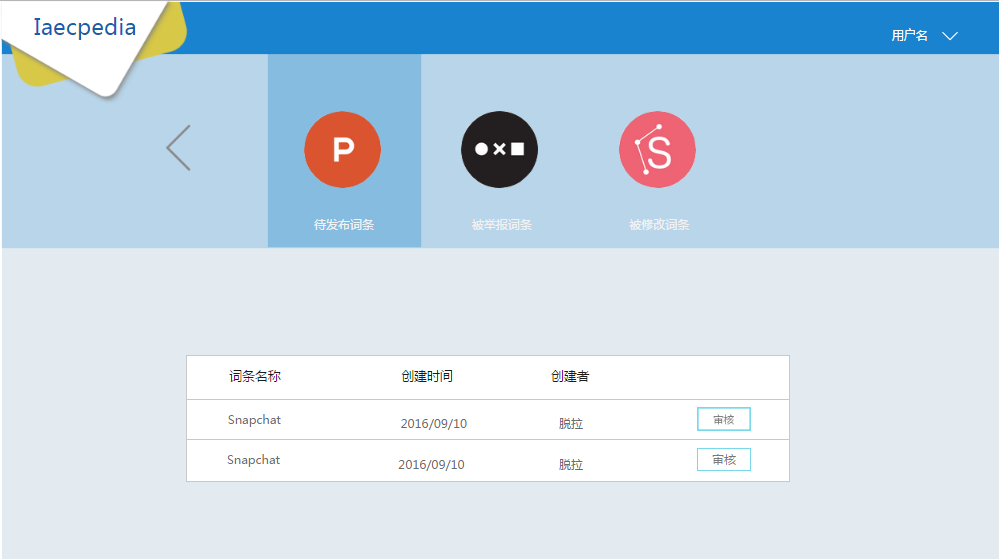 Iaecpedia
用户名
P
S
待发布词条 被举报词条 被修改词条
词条名称 创建时间 创建者
Snapchat 2016/09/10 脱拉 审核
Snapchat 2016/09/10 脱拉 审核